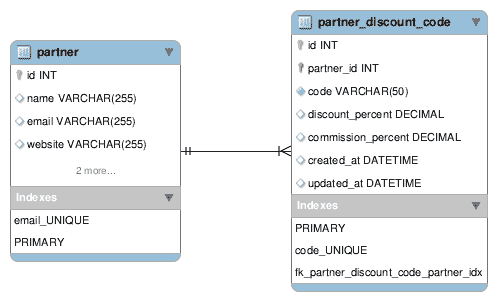 partner
id INT
name VARCHAR(255)
email VARCHAR(255)
website VARCHAR(255)
2 more...
Indexes
email_UNIQUE
PRIMARY
partner_discount_code
id INT
partner_id INT
code VARCHAR(50)
discount_percent DECIMAL
commission_percent DECIMAL
created_at DATETIME
updated_at DATETIME
Indexes
PRIMARY
code_UNIQUE
fk_partner_discount_code_partner_idx